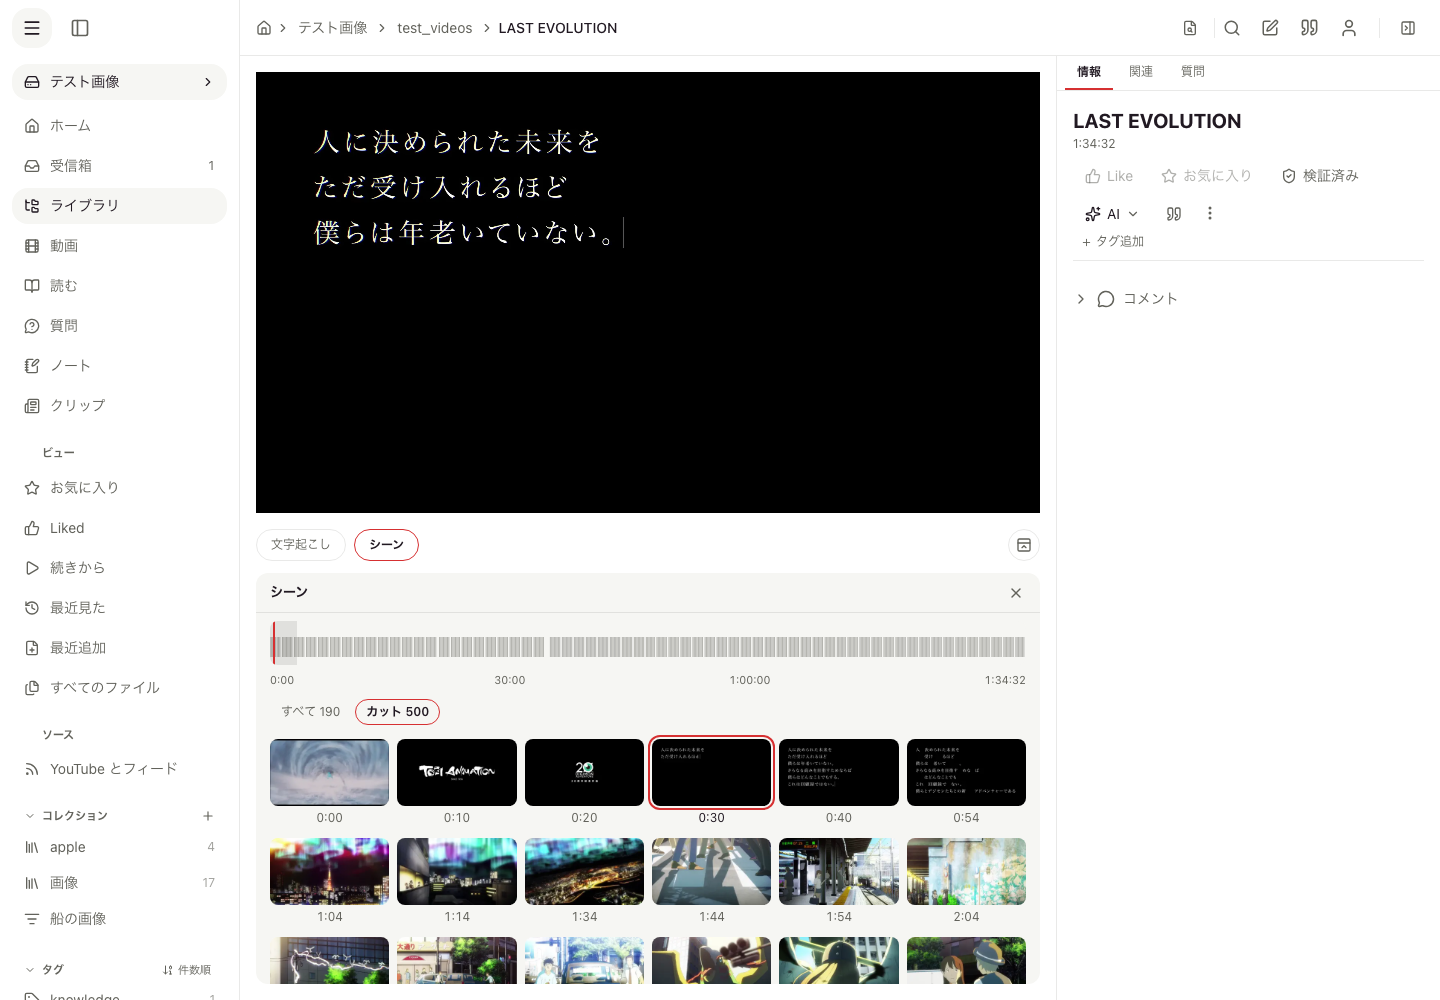 テスト画像
ホーム
受信箱 1
ライブラリ
動画
読む
質問
ノート
クリップ
ビュー
お気に入り
Liked
続きから
最近見た
最近追加
すべてのファイル
ソース
YouTube とフィード
コレクション
apple 4
画像 17
船の画像
タグ 件数順
knowledge 1
テスト画像 > test_videos > LAST EVOLUTION
人に決められた未来を
ただ受け入れるほど
僕らは年老いていない。
文字起こし
シーン
シーン
0:00 30:00 1:00:00 1:34:32
すべて 190
カット 500
TOEI ANIMATION
20
0:00 0:10 0:20 0:30 0:40 0:54
1:04 1:14 1:34 1:44 1:54 2:04
大通り
情報 関連 質問
LAST EVOLUTION
1:34:32
Like お気に入り 検証済み
AI
+ タグ追加
コメント